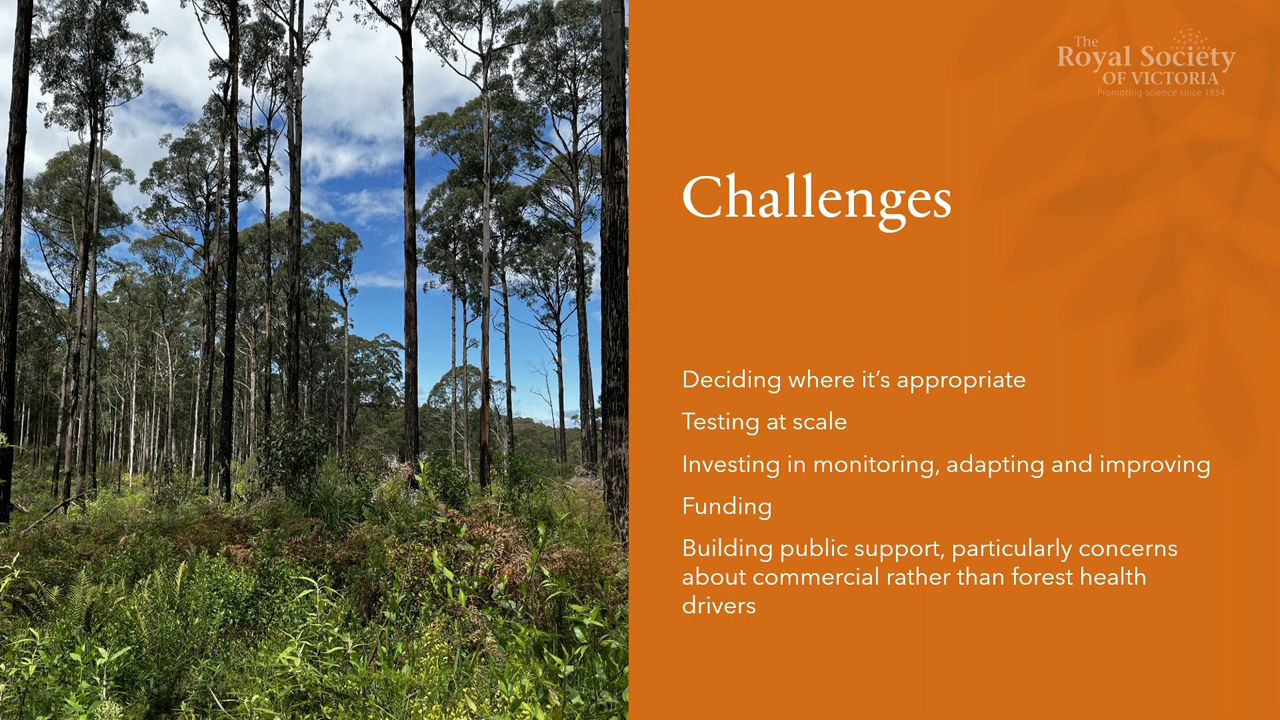 The
Royal Society
OF VICTORIA
Promoting science since 1854
Challenges
Deciding where it’s appropriate
Testing at scale
Investing in monitoring, adapting and improving
Funding
Building public support, particularly concerns
about commercial rather than forest health
drivers